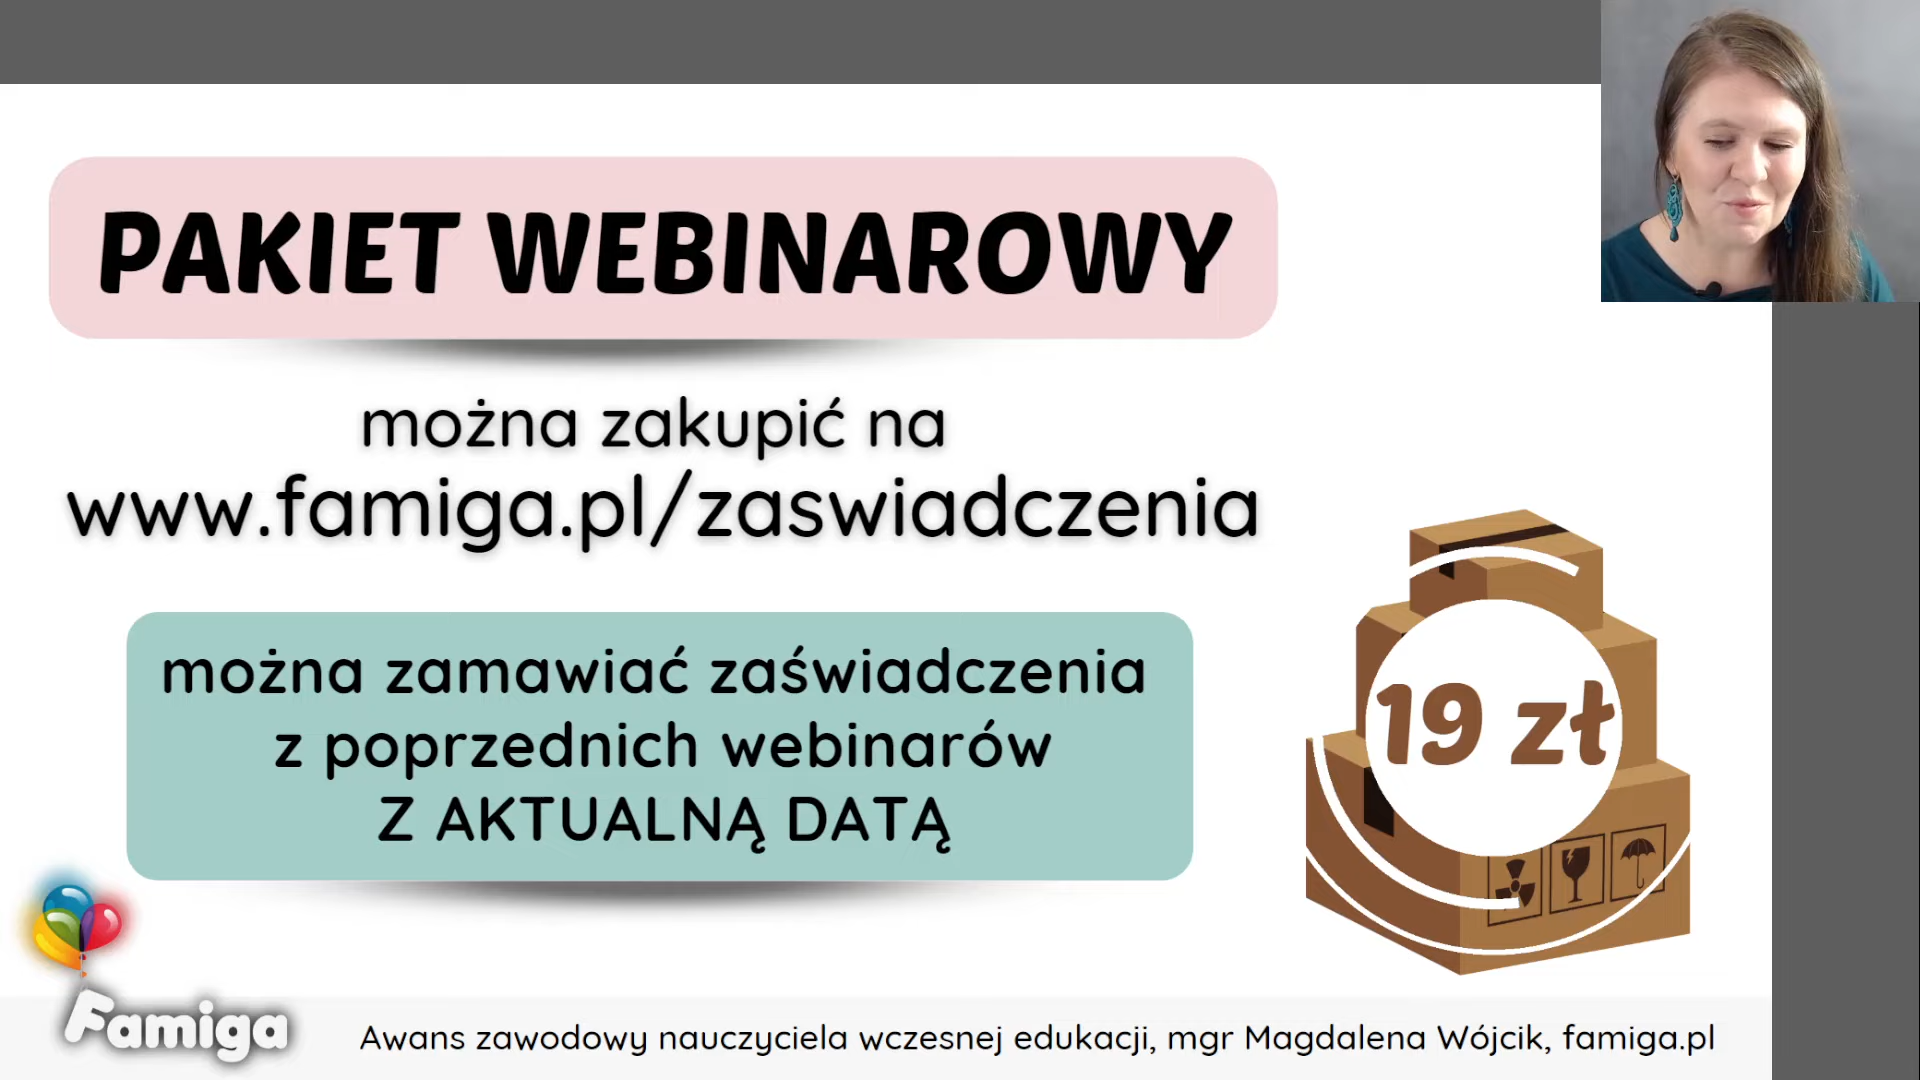 PAKIET WEBINAROWY
można zakupić na
www.famiga.pl/zaswiadczenia
można zamawiać zaświadczenia
z poprzednich webinarów
Z AKTUALNĄ DATĄ
19 zł
Famiga
Awans zawodowy nauczyciela wczesnej edukacji, mgr Magdalena Wójcik, famiga.pl